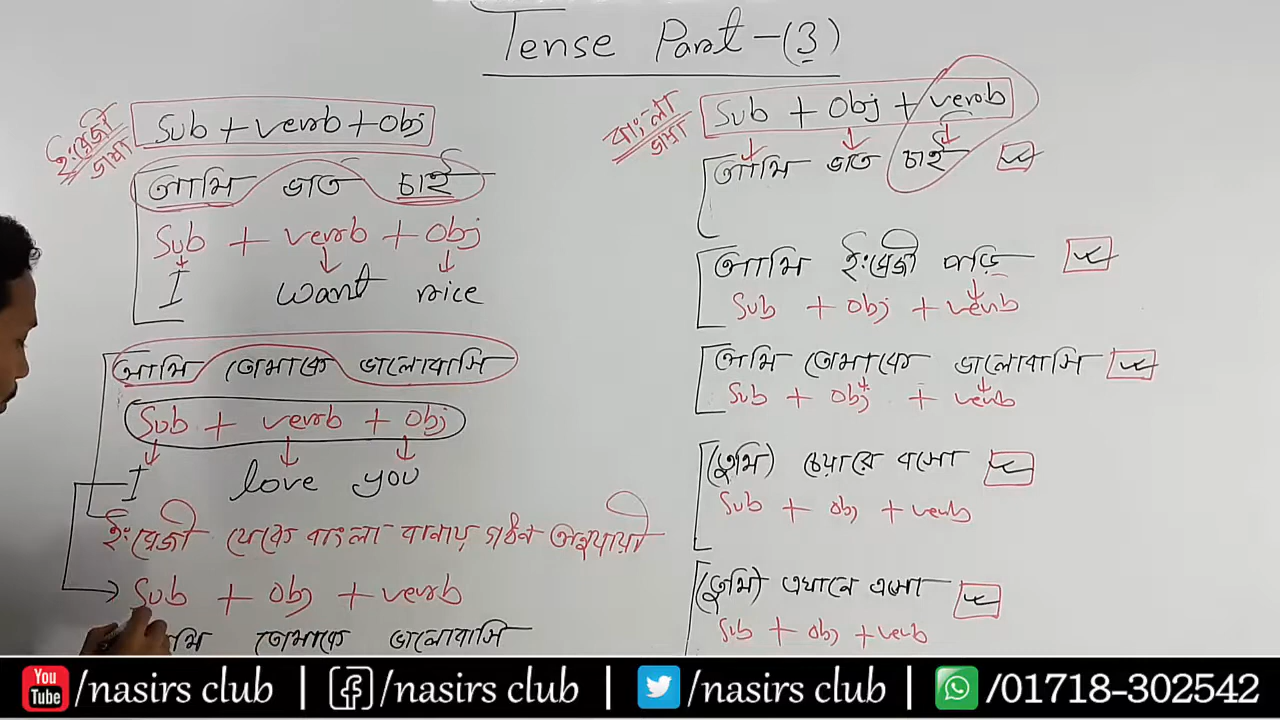 Tense Part-(3)
ইংরেজী ভাষা
Sub + verb + Obj
আমি ভাত চাই
Sub + verb + Obj
I want rice
আমি তোমাকে ভালোবাসি
Sub + verb + Obj
I love you
ইংরেজী থেকে বাংলা বানায় গঠন অনুযায়ী
Sub + Obj + verb
আমি তোমাকে ভালোবাসি
বাংলা ভাষা
Sub + Obj + verb
আমি ভাত চাই
আমি ইংরেজী পড়ি
Sub + Obj + verb
আমি তোমাকে ভালোবাসি
Sub + Obj + verb
(তুমি) চেয়ারে বসো
Sub + Obj + verb
(তুমি) এখানে এসো
Sub + Obj + verb
You Tube /nasirs club | /nasirs club | /nasirs club | /01718-302542